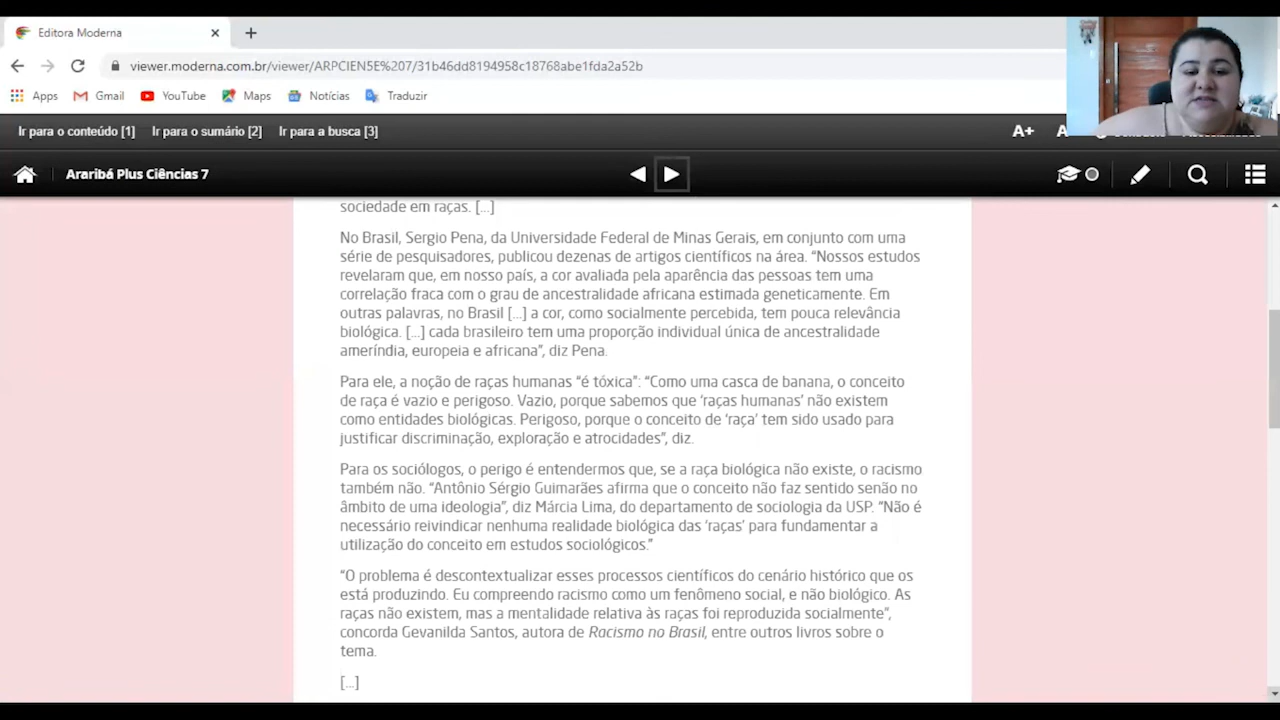 Editora Moderna
viewer.moderna.com.br/viewer/ARPCIEN5E%207/31b46dd8194958c18768abe1fda2a52b
Apps Gmail YouTube Maps Notícias Traduzir
Ir para o conteúdo [1] Ir para o sumário [2] Ir para a busca [3] A+
Araribá Plus Ciências 7
sociedade em raças. [...]
No Brasil, Sergio Pena, da Universidade Federal de Minas Gerais, em conjunto com uma
série de pesquisadores, publicou dezenas de artigos científicos na área. “Nossos estudos
revelaram que, em nosso país, a cor avaliada pela aparência das pessoas tem uma
correlação fraca com o grau de ancestralidade africana estimada geneticamente. Em
outras palavras, no Brasil [...] a cor, como socialmente percebida, tem pouca relevância
biológica. [...] cada brasileiro tem uma proporção individual única de ancestralidade
ameríndia, europeia e africana”, diz Pena.
Para ele, a noção de raças humanas “é tóxica”: “Como uma casca de banana, o conceito
de raça é vazio e perigoso. Vazio, porque sabemos que ‘raças humanas’ não existem
como entidades biológicas. Perigoso, porque o conceito de ‘raça’ tem sido usado para
justificar discriminação, exploração e atrocidades”, diz.
Para os sociólogos, o perigo é entendermos que, se a raça biológica não existe, o racismo
também não. “Antônio Sérgio Guimarães afirma que o conceito não faz sentido senão no
âmbito de uma ideologia”, diz Márcia Lima, do departamento de sociologia da USP. “Não é
necessário reivindicar nenhuma realidade biológica das ‘raças’ para fundamentar a
utilização do conceito em estudos sociológicos.”
“O problema é descontextualizar esses processos científicos do cenário histórico que os
está produzindo. Eu compreendo racismo como um fenômeno social, e não biológico. As
raças não existem, mas a mentalidade relativa às raças foi reproduzida socialmente”,
concorda Gevanilda Santos, autora de Racismo no Brasil, entre outros livros sobre o
tema.
[...]